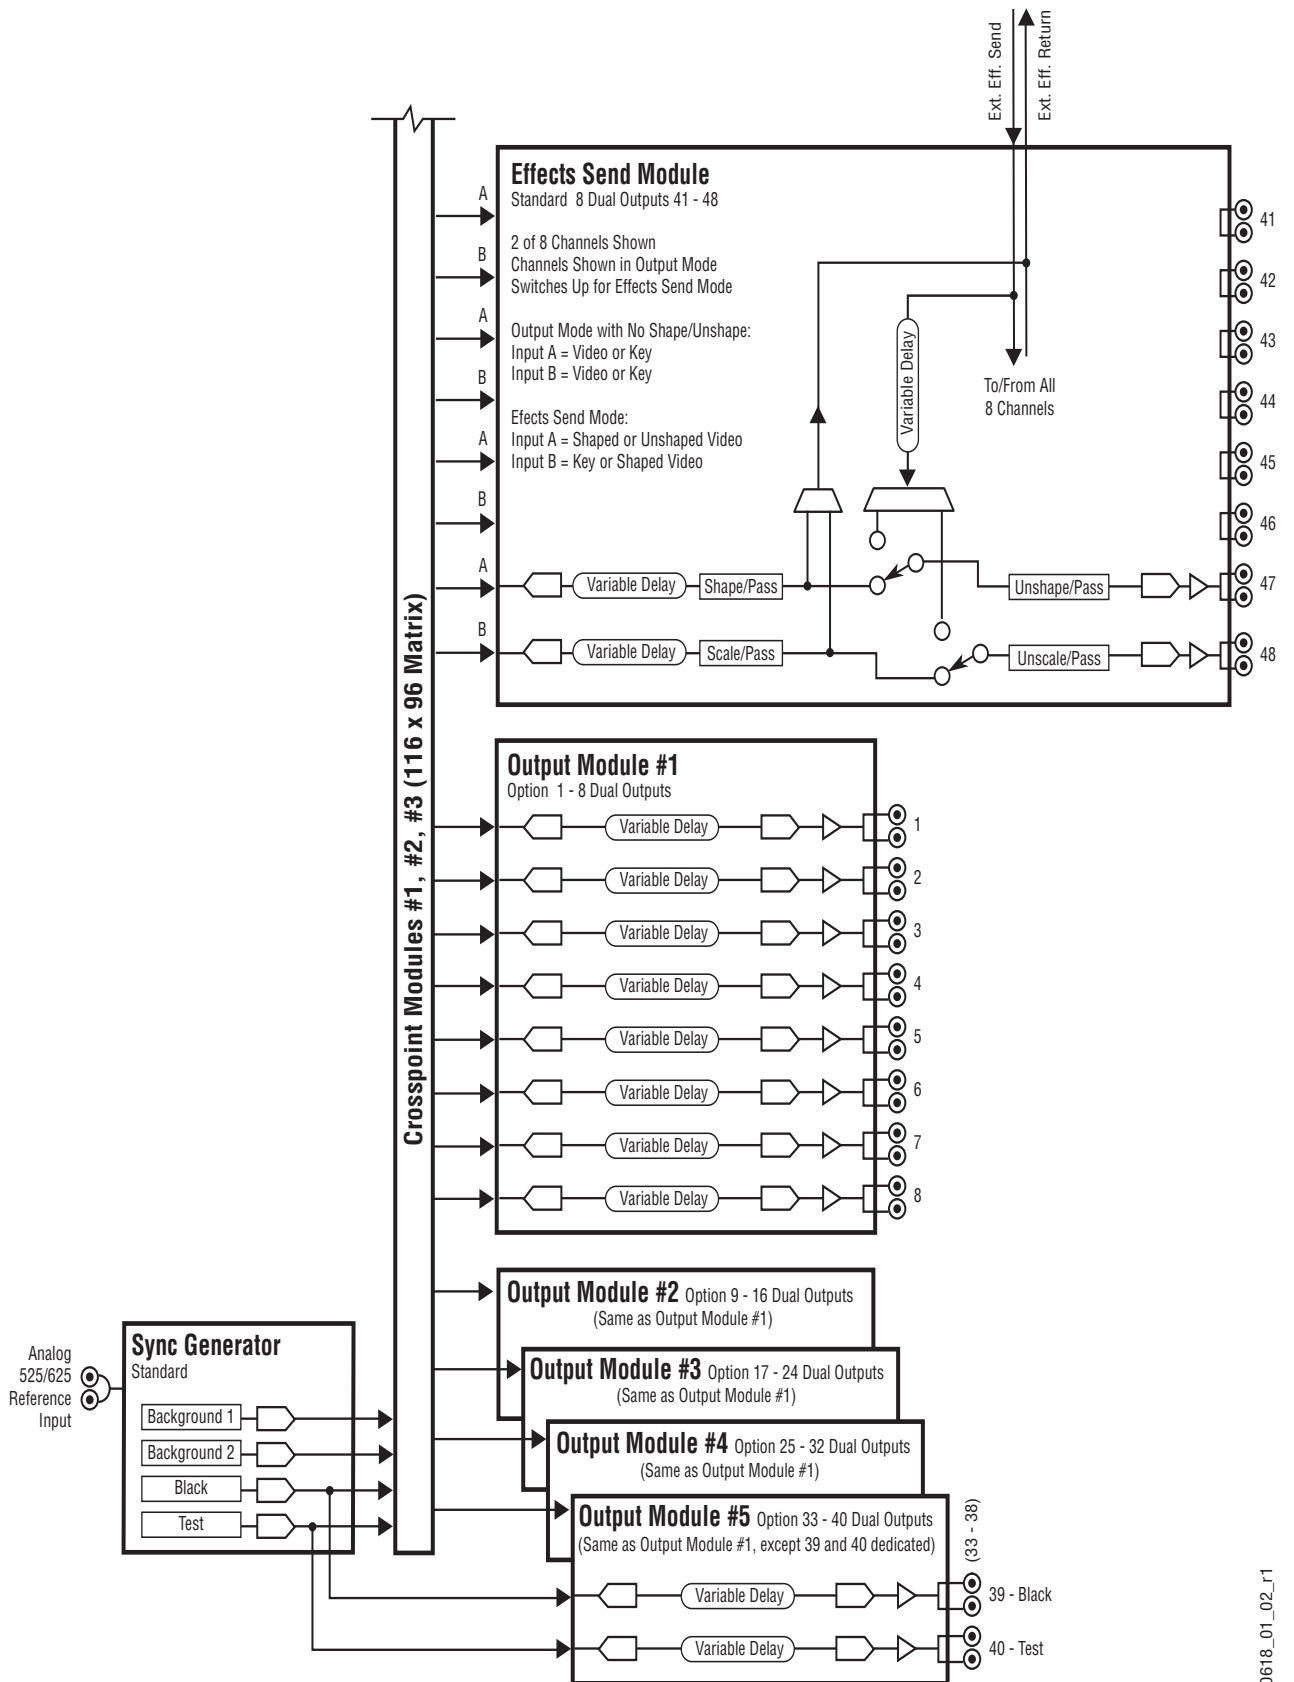 Ext. Eff. Send
Ext. Eff. Return
Effects Send Module
Standard 8 Dual Outputs 41 - 48
2 of 8 Channels Shown
Channels Shown in Output Mode
Switches Up for Effects Send Mode
Output Mode with No Shape/Unshape:
Input A = Video or Key
Input B = Video or Key
Efects Send Mode:
Input A = Shaped or Unshaped Video
Input B = Key or Shaped Video
A
B
A
B
A
B
A
B
Variable Delay
To/From All
8 Channels
Variable Delay
Shape/Pass
Unshape/Pass
Variable Delay
Scale/Pass
Unscale/Pass
41
42
43
44
45
46
47
48
Crosspoint Modules #1, #2, #3 (116 x 96 Matrix)
Output Module #1
Option 1 - 8 Dual Outputs
Variable Delay
1
Variable Delay
2
Variable Delay
3
Variable Delay
4
Variable Delay
5
Variable Delay
6
Variable Delay
7
Variable Delay
8
Output Module #2 Option 9 - 16 Dual Outputs
(Same as Output Module #1)
Output Module #3 Option 17 - 24 Dual Outputs
(Same as Output Module #1)
Output Module #4 Option 25 - 32 Dual Outputs
(Same as Output Module #1)
Output Module #5 Option 33 - 40 Dual Outputs
(Same as Output Module #1, except 39 and 40 dedicated)
(33 - 38)
Variable Delay
39 - Black
Variable Delay
40 - Test
Analog
525/625
Reference
Input
Sync Generator
Standard
Background 1
Background 2
Black
Test
0618_01_02_r1